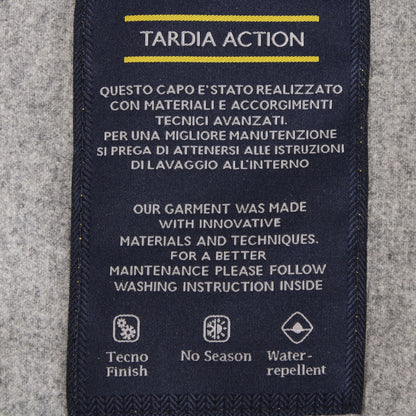 TARDIA ACTION
QUESTO CAPO E'STATO REALIZZATO
CON MATERIALI E ACCORGIMENTI
TECNICI AVANZATI.
PER UNA MIGLIORE MANUTENZIONE
SI PREGA DI ATTENERSI ALLE ISTRUZIONI
DI LAVAGGIO ALL'INTERNO
OUR GARMENT WAS MADE
WITH INNOVATIVE
MATERIALS AND TECHNIQUES.
FOR A BETTER
MAINTENANCE PLEASE FOLLOW
WASHING INSTRUCTION INSIDE
Tecno
Finish
No Season
Water-
repellent